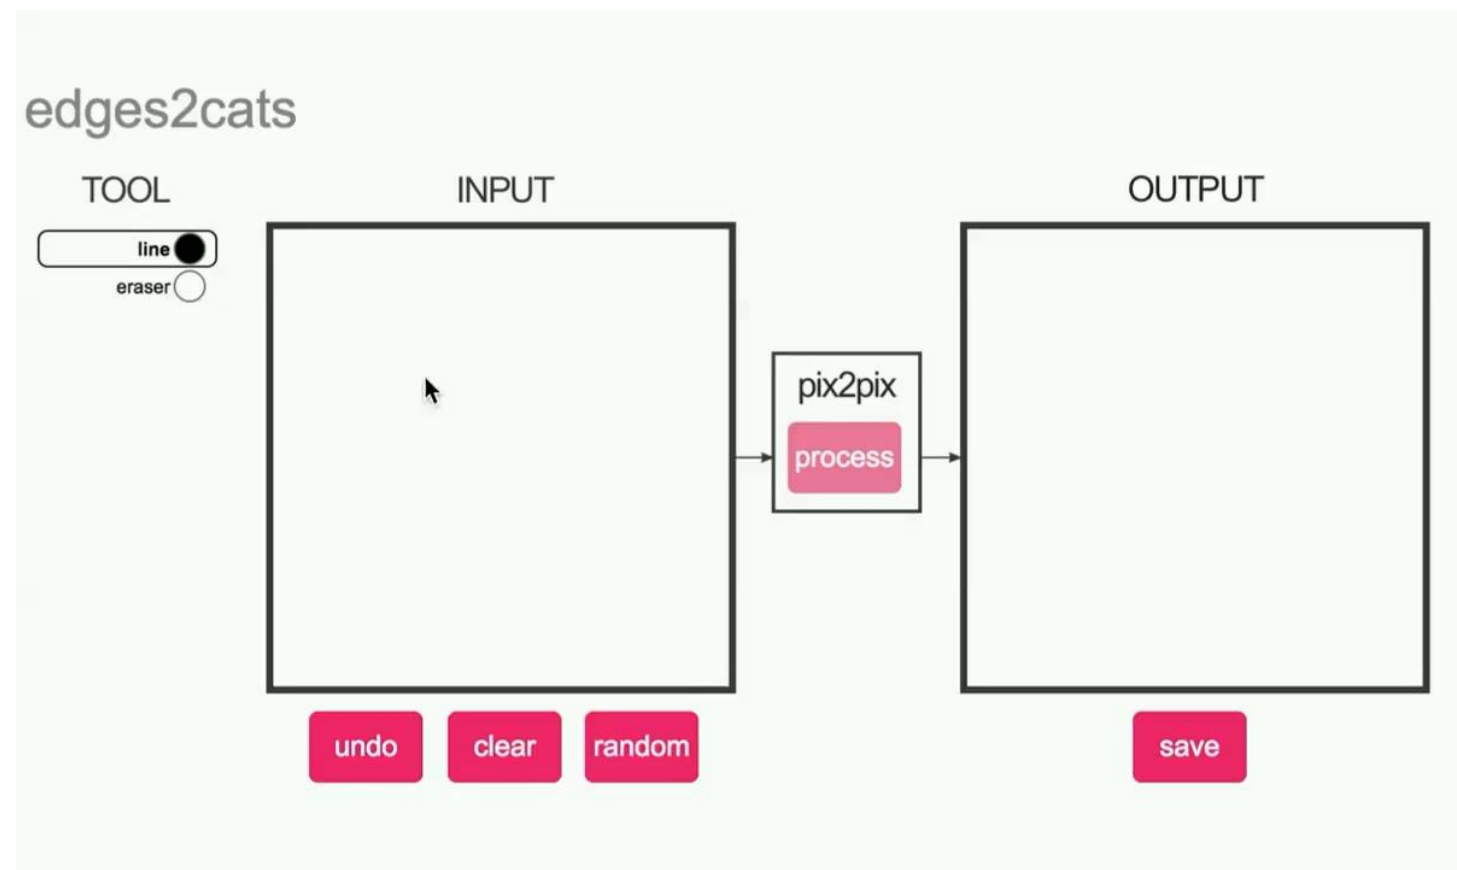 edges2cats
TOOL
INPUT
OUTPUT
line
eraser
pix2pix
process
undo
clear
random
save